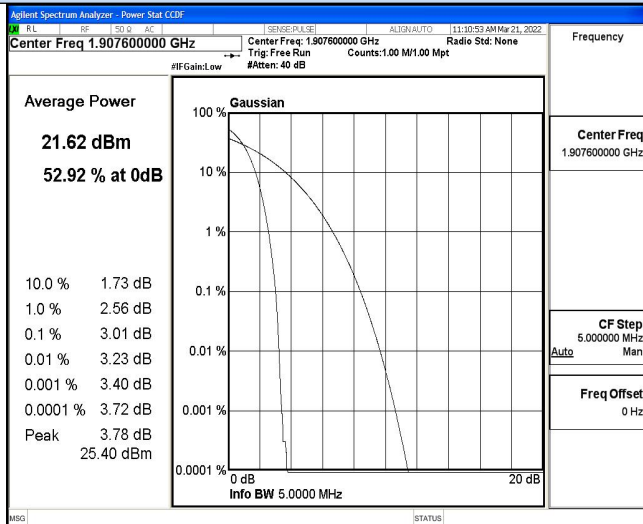 Agilent Spectrum Analyzer - Power Stat CCDF
RL RF 50 Ω AC SENSE:PULSE ALIGN AUTO 11:10:53 AM Mar 21, 2022
Center Freq 1.907600000 GHz
Center Freq: 1.907600000 GHz Radio Std: None
Trig: Free Run Counts:1.00 M/1.00 Mpt
#IFGain:Low #Atten: 40 dB
Frequency
Average Power
21.62 dBm
52.92 % at 0dB
10.0 % 1.73 dB
1.0 % 2.56 dB
0.1 % 3.01 dB
0.01 % 3.23 dB
0.001 % 3.40 dB
0.0001 % 3.72 dB
Peak 3.78 dB
25.40 dBm
Gaussian
100 %
10 %
1 %
0.1 %
0.01 %
0.001 %
0.0001 %
0 dB 20 dB
Info BW 5.0000 MHz
Center Freq
1.907600000 GHz
CF Step
5.000000 MHz
Auto Man
Freq Offset
0 Hz
MSG STATUS